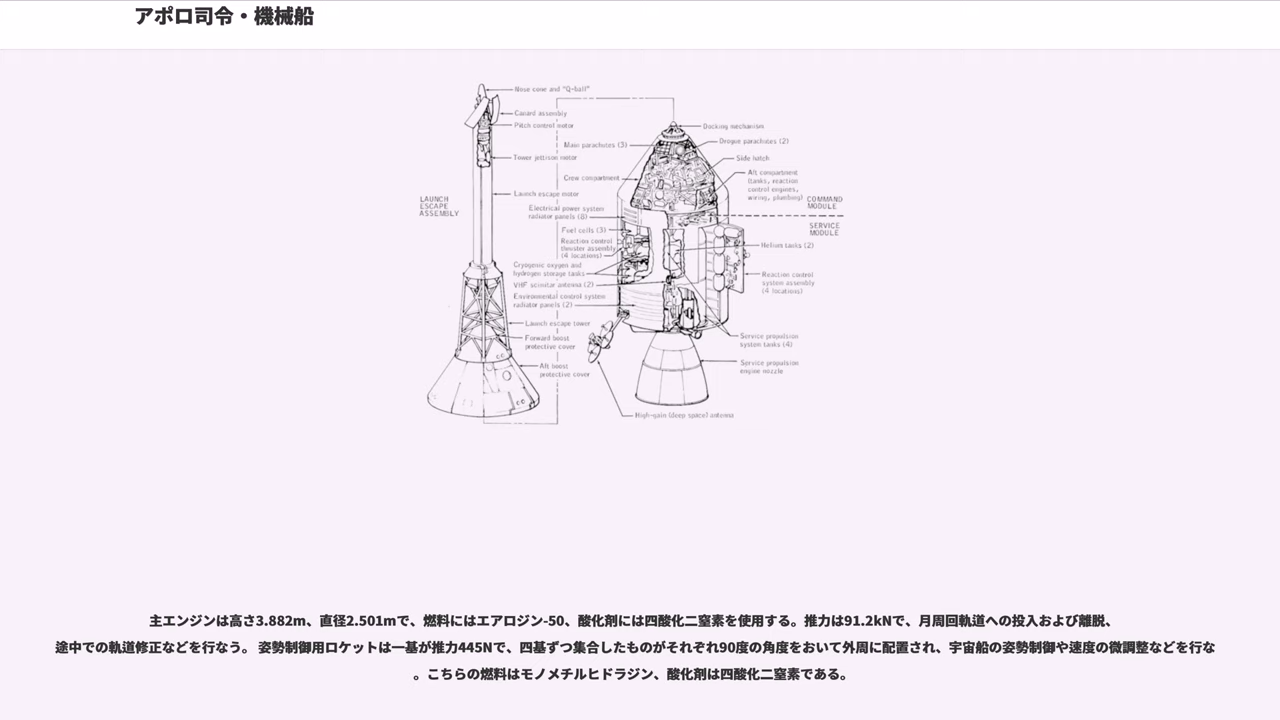 アポロ司令・機械船
Nose cone and "Q-ball"
Canard assembly
Pitch control motor
Tower jettison motor
Launch escape motor
LAUNCH
ESCAPE
ASSEMBLY
Launch escape tower
Forward boost
protective cover
Aft boost
protective cover
Docking mechanism
Main parachutes (3)
Drogue parachutes (2)
Side hatch
Crew compartment
Aft compartment
(tanks, reaction
control engines,
wiring, plumbing)
COMMAND
MODULE
SERVICE
MODULE
Electrical power system
radiator panels (8)
Fuel cells (3)
Reaction control
thruster assembly
(4 locations)
Cryogenic oxygen and
hydrogen storage tanks
VHF scimitar antenna (2)
Environmental control system
radiator panels (2)
Helium tanks (2)
Reaction control
system assembly
(4 locations)
Service propulsion
system tanks (4)
Service propulsion
engine nozzle
High-gain (deep space) antenna
主エンジンは高さ3.882m、直径2.501mで、燃料にはエアロジン-50、酸化剤には四酸化二窒素を使用する。推力は91.2kNで、月周回軌道への投入および離脱、
途中での軌道修正などを行なう。 姿勢制御用ロケットは一基が推力445Nで、四基ずつ集合したものがそれぞれ90度の角度をおいて外周に配置され、宇宙船の姿勢制御や速度の微調整などを行な
。こちらの燃料はモノメチルヒドラジン、酸化剤は四酸化二窒素である。